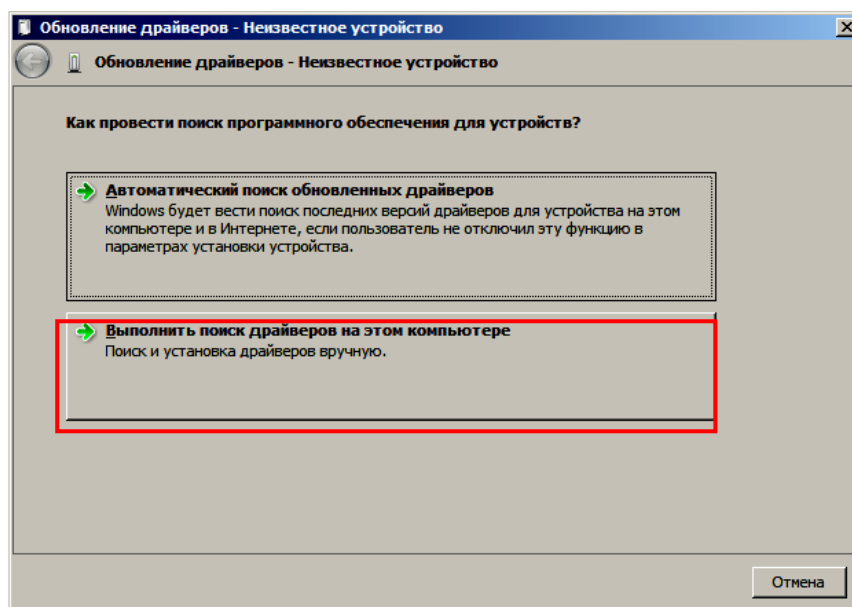 Обновление драйверов - Неизвестное устройство
Обновление драйверов - Неизвестное устройство
Как провести поиск программного обеспечения для устройств?
Автоматический поиск обновленных драйверов
Windows будет вести поиск последних версий драйверов для устройства на этом
компьютере и в Интернете, если пользователь не отключил эту функцию в
параметрах установки устройства.
Выполнить поиск драйверов на этом компьютере
Поиск и установка драйверов вручную.
Отмена